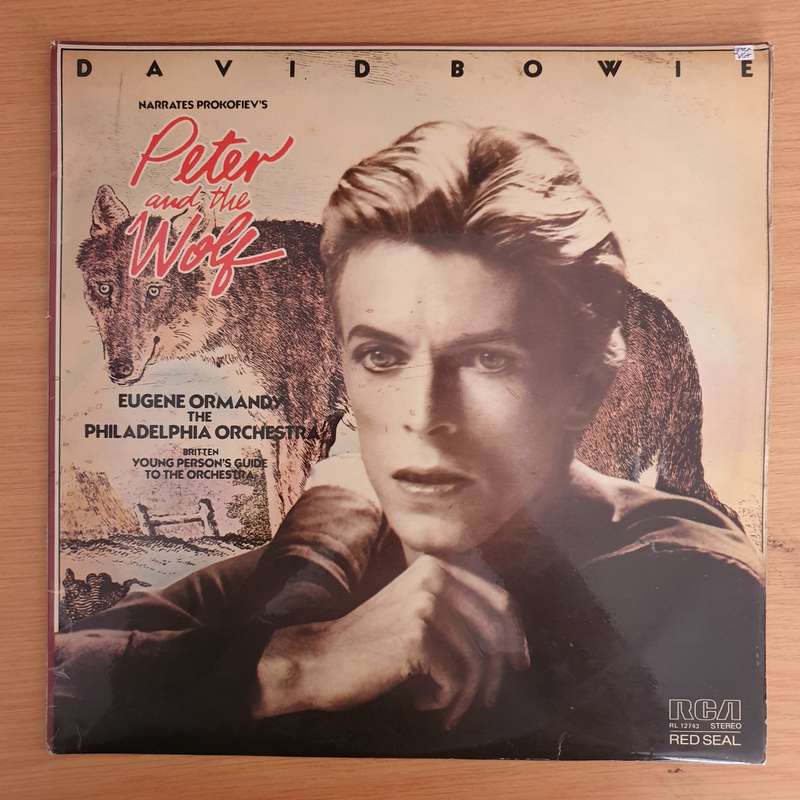 DAVID BOWIE
NARRATES PROKOFIEV'S
Peter
and the
Wolf
EUGENE ORMANDY
THE
PHILADELPHIA ORCHESTRA
BRITTEN
YOUNG PERSON'S GUIDE
TO THE ORCHESTRA
RCA
RL 12743 STEREO
RED SEAL